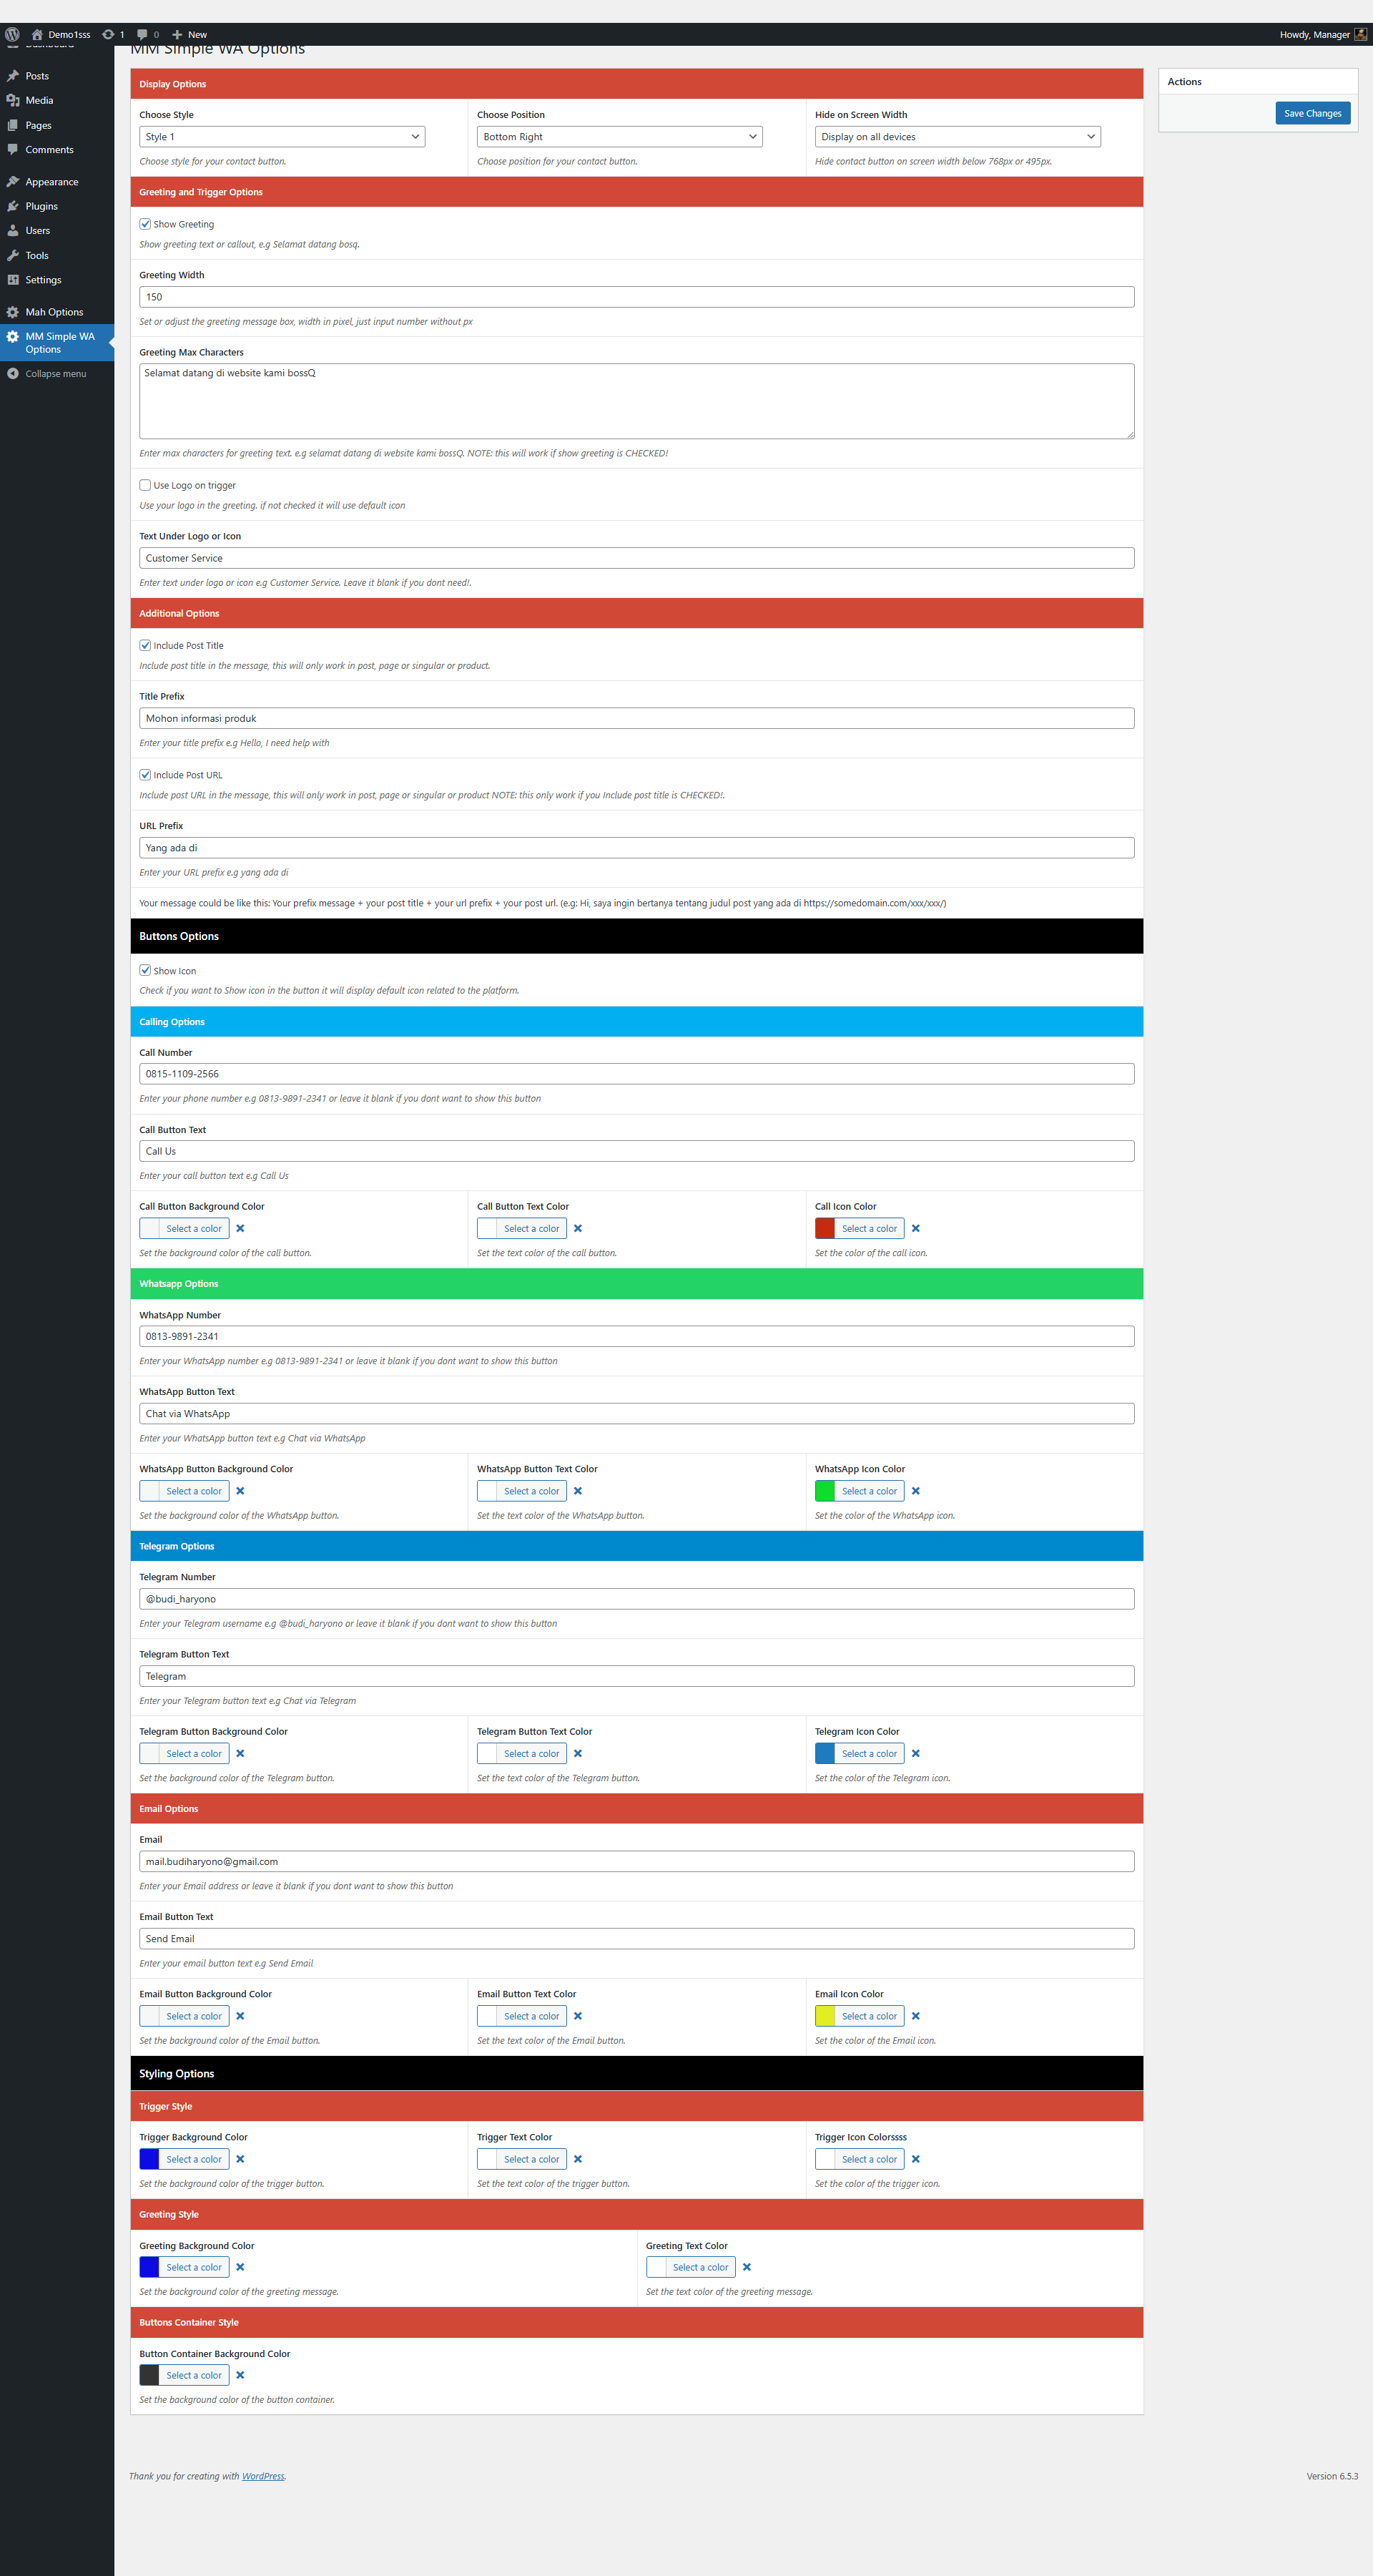 Demo1sss 1 0 New
Howdy, Manager
Dashboard
Posts
Media
Pages
Comments
Appearance
Plugins
Users
Tools
Settings
Mah Options
MM Simple WA
Options
Collapse menu
MM Simple WA Options
Display Options
Choose Style
Style 1
Choose style for your contact button.
Choose Position
Bottom Right
Choose position for your contact button.
Hide on Screen Width
Display on all devices
Hide contact button on screen width below 768px or 495px.
Actions
Save Changes
Greeting and Trigger Options
Show Greeting
Show greeting text or callout, e.g Selamat datang bosq.
Greeting Width
150
Set or adjust the greeting message box, width in pixel, just input number without px
Greeting Max Characters
Selamat datang di website kami bossQ
Enter max characters for greeting text. e.g selamat datang di website kami bossQ. NOTE: this will work if show greeting is CHECKED!
Use Logo on trigger
Use your logo in the greeting. if not checked it will use default icon
Text Under Logo or Icon
Customer Service
Enter text under logo or icon e.g Customer Service. Leave it blank if you dont need!.
Additional Options
Include Post Title
Include post title in the message, this will only work in post, page or singular or product.
Title Prefix
Mohon informasi produk
Enter your title prefix e.g Hello, I need help with
Include Post URL
Include post URL in the message, this will only work in post, page or singular or product NOTE: this only work if you Include post title is CHECKED!.
URL Prefix
Yang ada di
Enter your URL prefix e.g yang ada di
Your message could be like this: Your prefix message + your post title + your url prefix + your post url. (e.g: Hi, saya ingin bertanya tentang judul post yang ada di https://somedomain.com/xxx/xxx/)
Buttons Options
Show Icon
Check if you want to Show icon in the button it will display default icon related to the platform.
Calling Options
Call Number
0815-1109-2566
Enter your phone number e.g 0813-9891-2341 or leave it blank if you dont want to show this button
Call Button Text
Call Us
Enter your call button text e.g Call Us
Call Button Background Color
Select a color
Set the background color of the call button.
Call Button Text Color
Select a color
Set the text color of the call button.
Call Icon Color
Select a color
Set the color of the call icon.
Whatsapp Options
WhatsApp Number
0813-9891-2341
Enter your WhatsApp number e.g 0813-9891-2341 or leave it blank if you dont want to show this button
WhatsApp Button Text
Chat via WhatsApp
Enter your WhatsApp button text e.g Chat via WhatsApp
WhatsApp Button Background Color
Select a color
Set the background color of the WhatsApp button.
WhatsApp Button Text Color
Select a color
Set the text color of the WhatsApp button.
WhatsApp Icon Color
Select a color
Set the color of the WhatsApp icon.
Telegram Options
Telegram Number
@budi_haryono
Enter your Telegram username e.g @budi_haryono or leave it blank if you dont want to show this button
Telegram Button Text
Telegram
Enter your Telegram button text e.g Chat via Telegram
Telegram Button Background Color
Select a color
Set the background color of the Telegram button.
Telegram Button Text Color
Select a color
Set the text color of the Telegram button.
Telegram Icon Color
Select a color
Set the color of the Telegram icon.
Email Options
Email
mail.budiharyono@gmail.com
Enter your Email address or leave it blank if you dont want to show this button
Email Button Text
Send Email
Enter your email button text e.g Send Email
Email Button Background Color
Select a color
Set the background color of the Email button.
Email Button Text Color
Select a color
Set the text color of the Email button.
Email Icon Color
Select a color
Set the color of the Email icon.
Styling Options
Trigger Style
Trigger Background Color
Select a color
Set the background color of the trigger button.
Trigger Text Color
Select a color
Set the text color of the trigger button.
Trigger Icon Colorssss
Select a color
Set the color of the trigger icon.
Greeting Style
Greeting Background Color
Select a color
Set the background color of the greeting message.
Greeting Text Color
Select a color
Set the text color of the greeting message.
Buttons Container Style
Button Container Background Color
Select a color
Set the background color of the button container.
Thank you for creating with WordPress.
Version 6.5.3